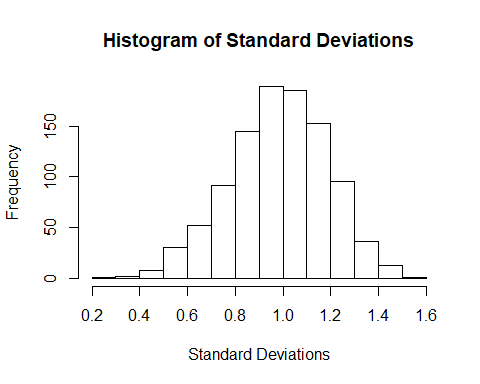 Histogram of Standard Deviations
Frequency
150
100
50
0
0.2 0.4 0.6 0.8 1.0 1.2 1.4 1.6
Standard Deviations